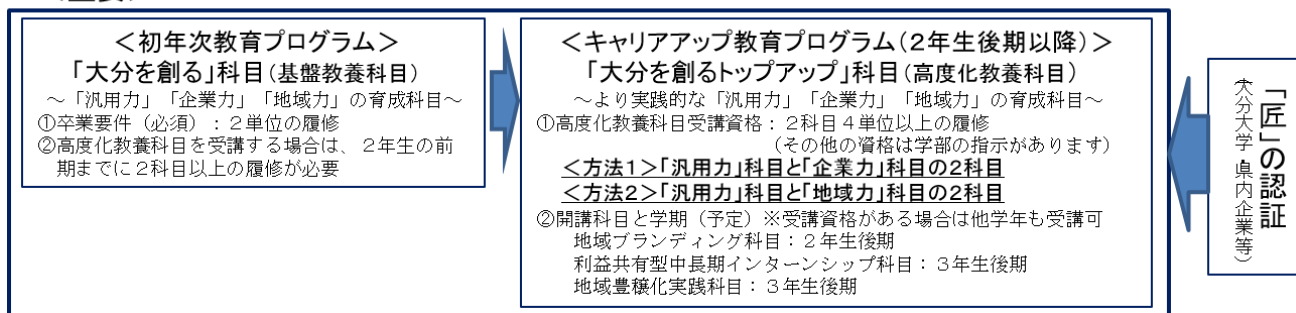 ＜初年次教育プログラム＞
「大分を創る」科目(基盤教養科目)
～「汎用力」「企業力」「地域力」の育成科目～
①卒業要件（必須）：２単位の履修
②高度化教養科目を受講する場合は、２年生の前
期までに２科目以上の履修が必要
＜キャリアアップ教育プログラム(２年生後期以降)＞
「大分を創るトップアップ」科目(高度化教養科目)
～より実践的な「汎用力」「企業力」「地域力」の育成科目～
①高度化教養科目受講資格：２科目４単位以上の履修
（その他の資格は学部の指示があります）
＜方法１＞「汎用力」科目と「企業力」科目の２科目
＜方法２＞「汎用力」科目と「地域力」科目の２科目
②開講科目と学期（予定）※受講資格がある場合は他学年も受講可
地域ブランディング科目：２年生後期
利益共有型中長期インターンシップ科目：３年生後期
地域豊穣化実践科目：３年生後期
「匠」の認証
（大分大学・県内企業等）